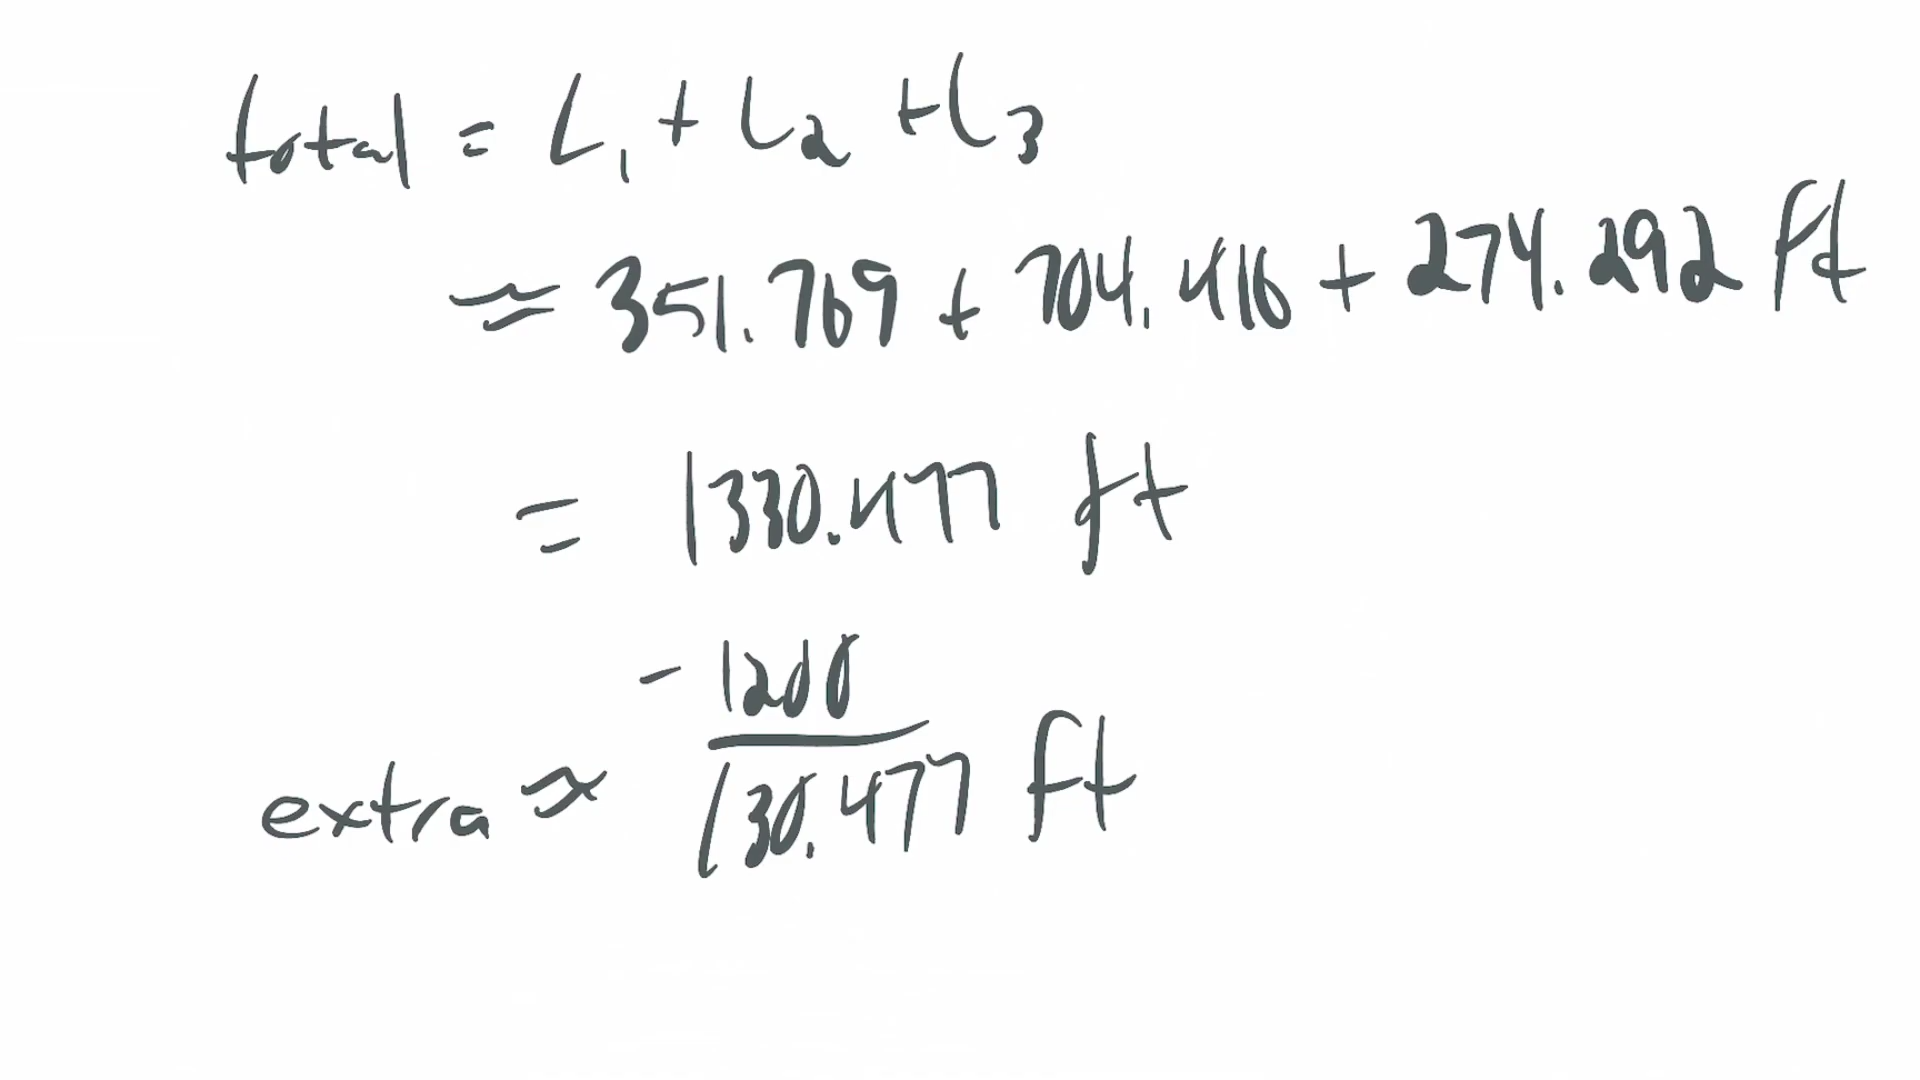 total = L₁ + L₂ + L₃
≈ 351.769 + 704.416 + 274.292 ft
= 1330.477 ft
- 1200
extra ≈ 130.477 ft